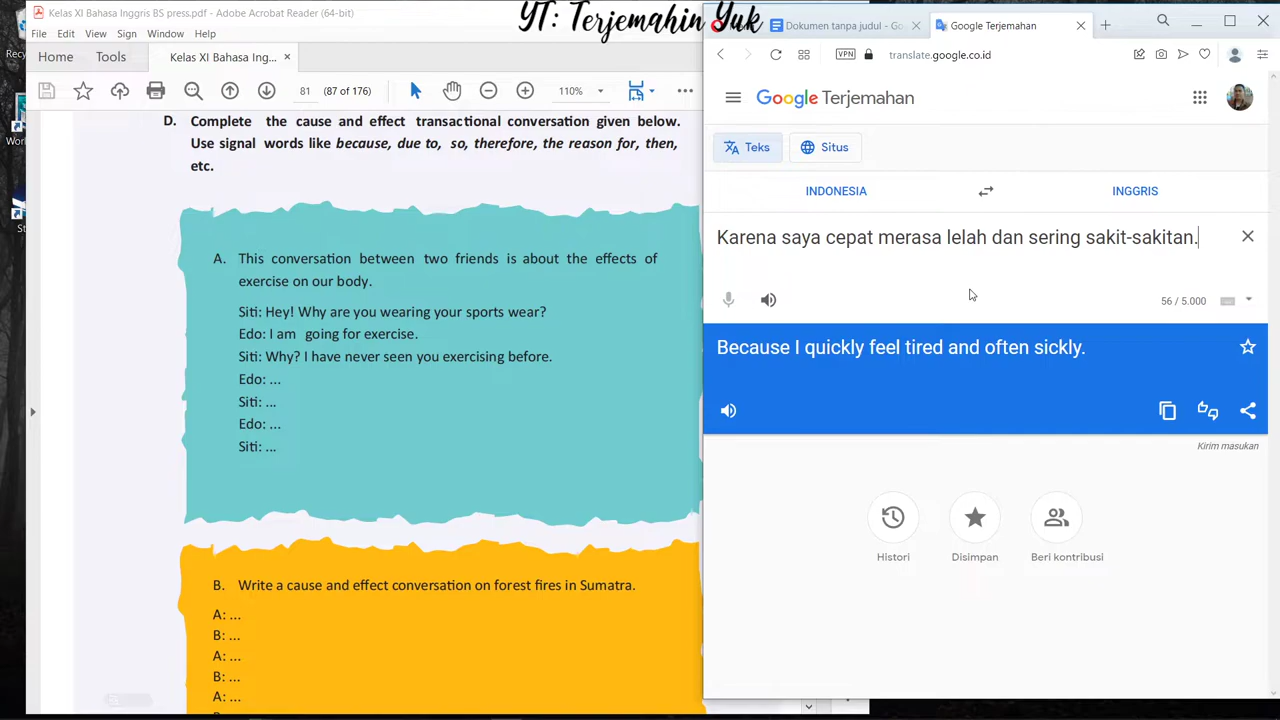 Kelas XI Bahasa Inggris BS press.pdf - Adobe Acrobat Reader (64-bit)
YT: Terjemahin Yuk
Dokumen tanpa judul - Go
Google Terjemahan
File Edit View Sign Window Help
VPN translate.google.co.id
Home Tools Kelas XI Bahasa Ing...
81 (87 of 176) 110%
Google Terjemahan
D. Complete the cause and effect transactional conversation given below.
Use signal words like because, due to, so, therefore, the reason for, then,
etc.
Teks Situs
INDONESIA INGGRIS
Karena saya cepat merasa lelah dan sering sakit-sakitan.
56 / 5.000
Because I quickly feel tired and often sickly.
Kirim masukan
Histori Disimpan Beri kontribusi
A. This conversation between two friends is about the effects of
exercise on our body.
Siti: Hey! Why are you wearing your sports wear?
Edo: I am going for exercise.
Siti: Why? I have never seen you exercising before.
Edo: ...
Siti: ...
Edo: ...
Siti: ...
B. Write a cause and effect conversation on forest fires in Sumatra.
A: ...
B: ...
A: ...
B: ...
A: ...